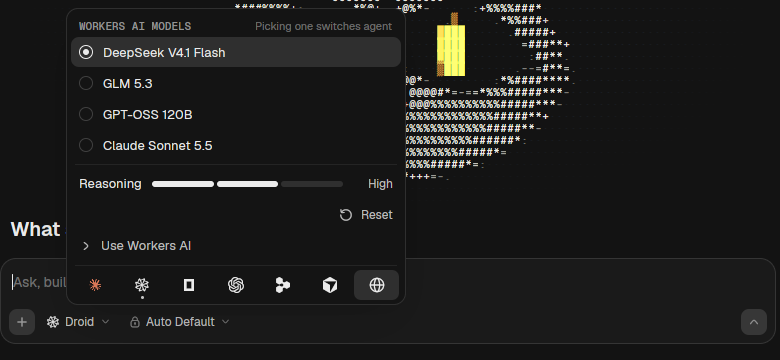 WORKERS AI MODELS Picking one switches agent
DeepSeek V4.1 Flash
GLM 5.3
GPT-OSS 120B
Claude Sonnet 5.5
Reasoning High
Reset
What
Use Workers AI
Ask,
Droid Auto Default